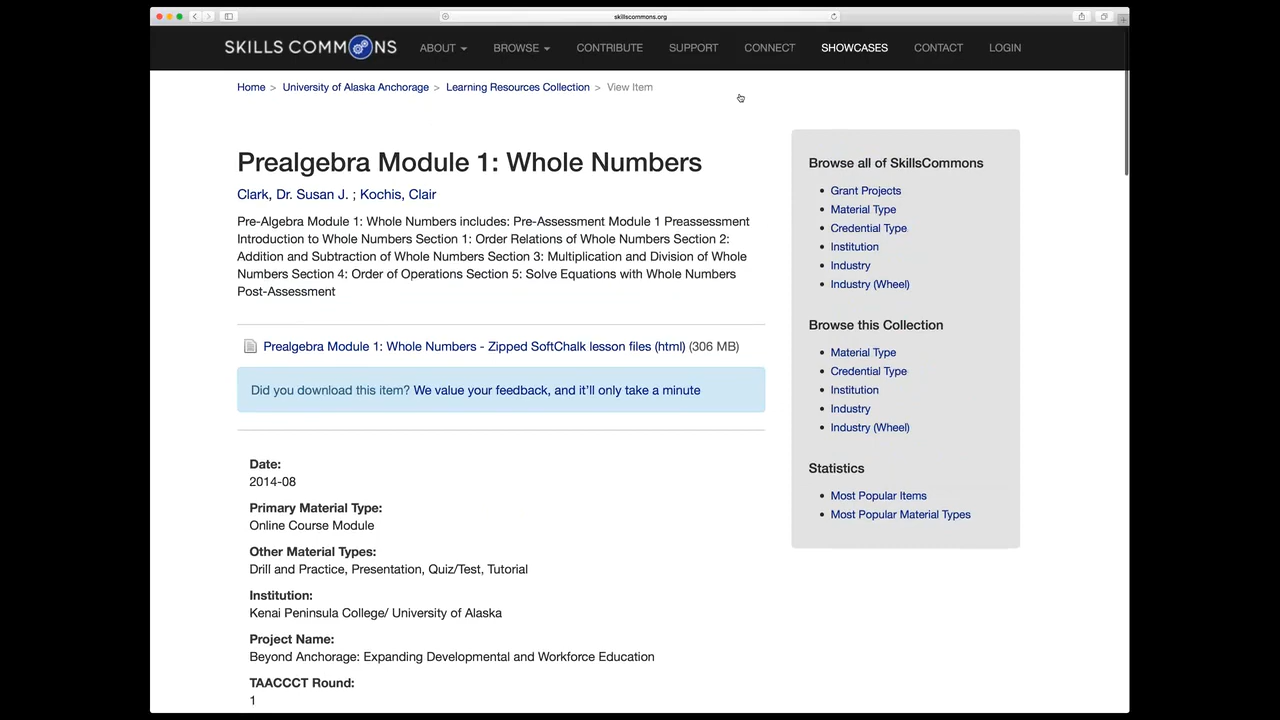 skillscommons.org
SKILLS COMMONS ABOUT BROWSE CONTRIBUTE SUPPORT CONNECT SHOWCASES CONTACT LOGIN
Home > University of Alaska Anchorage > Learning Resources Collection > View Item
Prealgebra Module 1: Whole Numbers
Clark, Dr. Susan J. ; Kochis, Clair
Pre-Algebra Module 1: Whole Numbers includes: Pre-Assessment Module 1 Preassessment
Introduction to Whole Numbers Section 1: Order Relations of Whole Numbers Section 2:
Addition and Subtraction of Whole Numbers Section 3: Multiplication and Division of Whole
Numbers Section 4: Order of Operations Section 5: Solve Equations with Whole Numbers
Post-Assessment
Prealgebra Module 1: Whole Numbers - Zipped SoftChalk lesson files (html) (306 MB)
Did you download this item? We value your feedback, and it'll only take a minute
Date:
2014-08
Primary Material Type:
Online Course Module
Other Material Types:
Drill and Practice, Presentation, Quiz/Test, Tutorial
Institution:
Kenai Peninsula College/ University of Alaska
Project Name:
Beyond Anchorage: Expanding Developmental and Workforce Education
TAACCCT Round:
1
Browse all of SkillsCommons
Grant Projects
Material Type
Credential Type
Institution
Industry
Industry (Wheel)
Browse this Collection
Material Type
Credential Type
Institution
Industry
Industry (Wheel)
Statistics
Most Popular Items
Most Popular Material Types